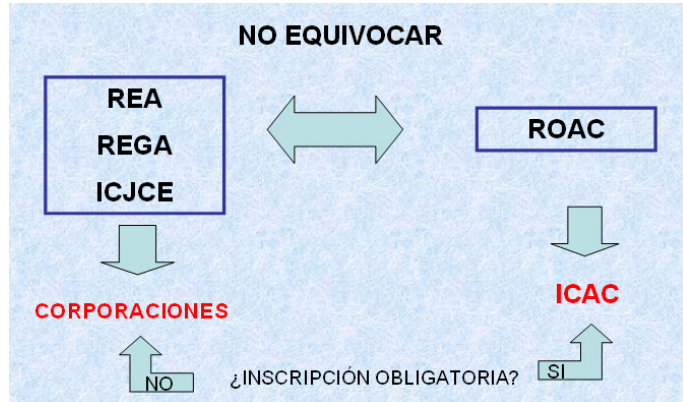 NO EQUIVOCAR
REA
REGA
ICJCE
ROAC
CORPORACIONES
ICAC
NO
¿INSCRIPCIÓN OBLIGATORIA?
SI